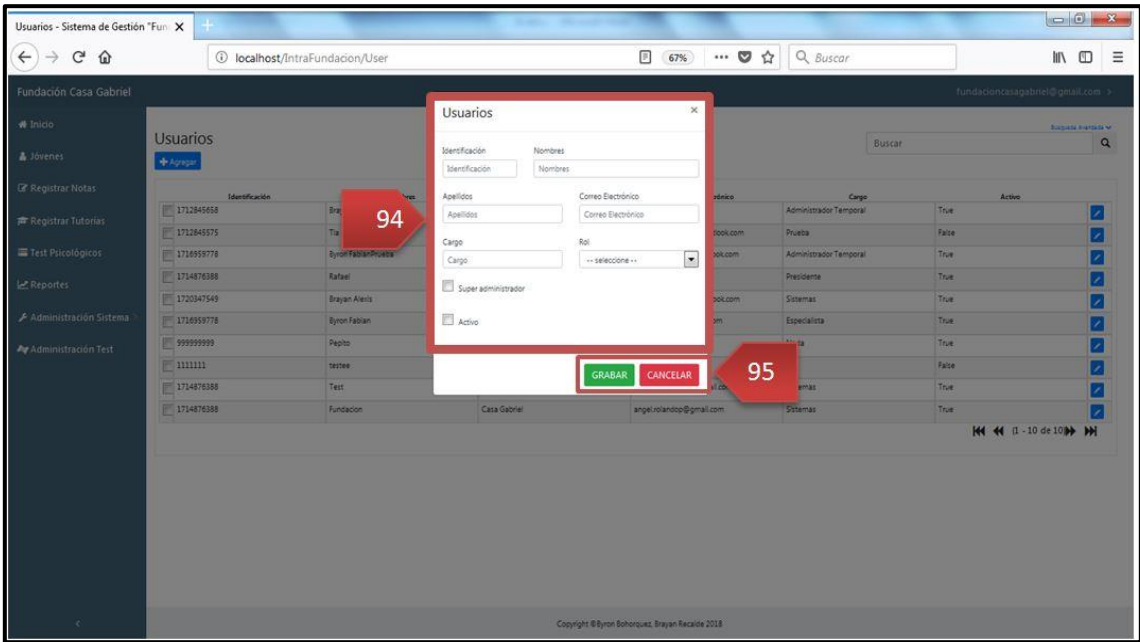 Usuarios - Sistema de Gestión "Fun
localhost/IntraFundacion/User
67%
Buscar
Fundación Casa Gabriel
fundacioncasagabriel@gmail.com
Inicio
Jóvenes
Registrar Notas
Registrar Tutorías
Test Psicológicos
Reportes
Administración Sistema
Administración Test
Usuarios
Agregar
Busqueda Avanzada
Buscar
Identificación Cargo Activo
1712845658 Administrador Temporal True
1712845575 Prueba False
1716959778 Byron FabianPrueba Administrador Temporal True
1714876388 Rafael Presidente True
1720347549 Brayan Alexis Sistemas True
1716959778 Byron Fabian Especialista True
999999999 Pepito True
1111111 testee False
1714876388 Test True
1714876388 Fundacion Casa Gabriel angel.rolandop@gmail.com Sistemas True
(1 - 10 de 10)
Usuarios
×
Identificación Nombres
Identificación Nombres
Apellidos Correo Electrónico
Apellidos Correo Electrónico
Cargo Rol
Cargo -- seleccione --
Super administrador
Activo
GRABAR CANCELAR
94
95
Copyright ©Byron Bohorquez, Brayan Recalde 2018